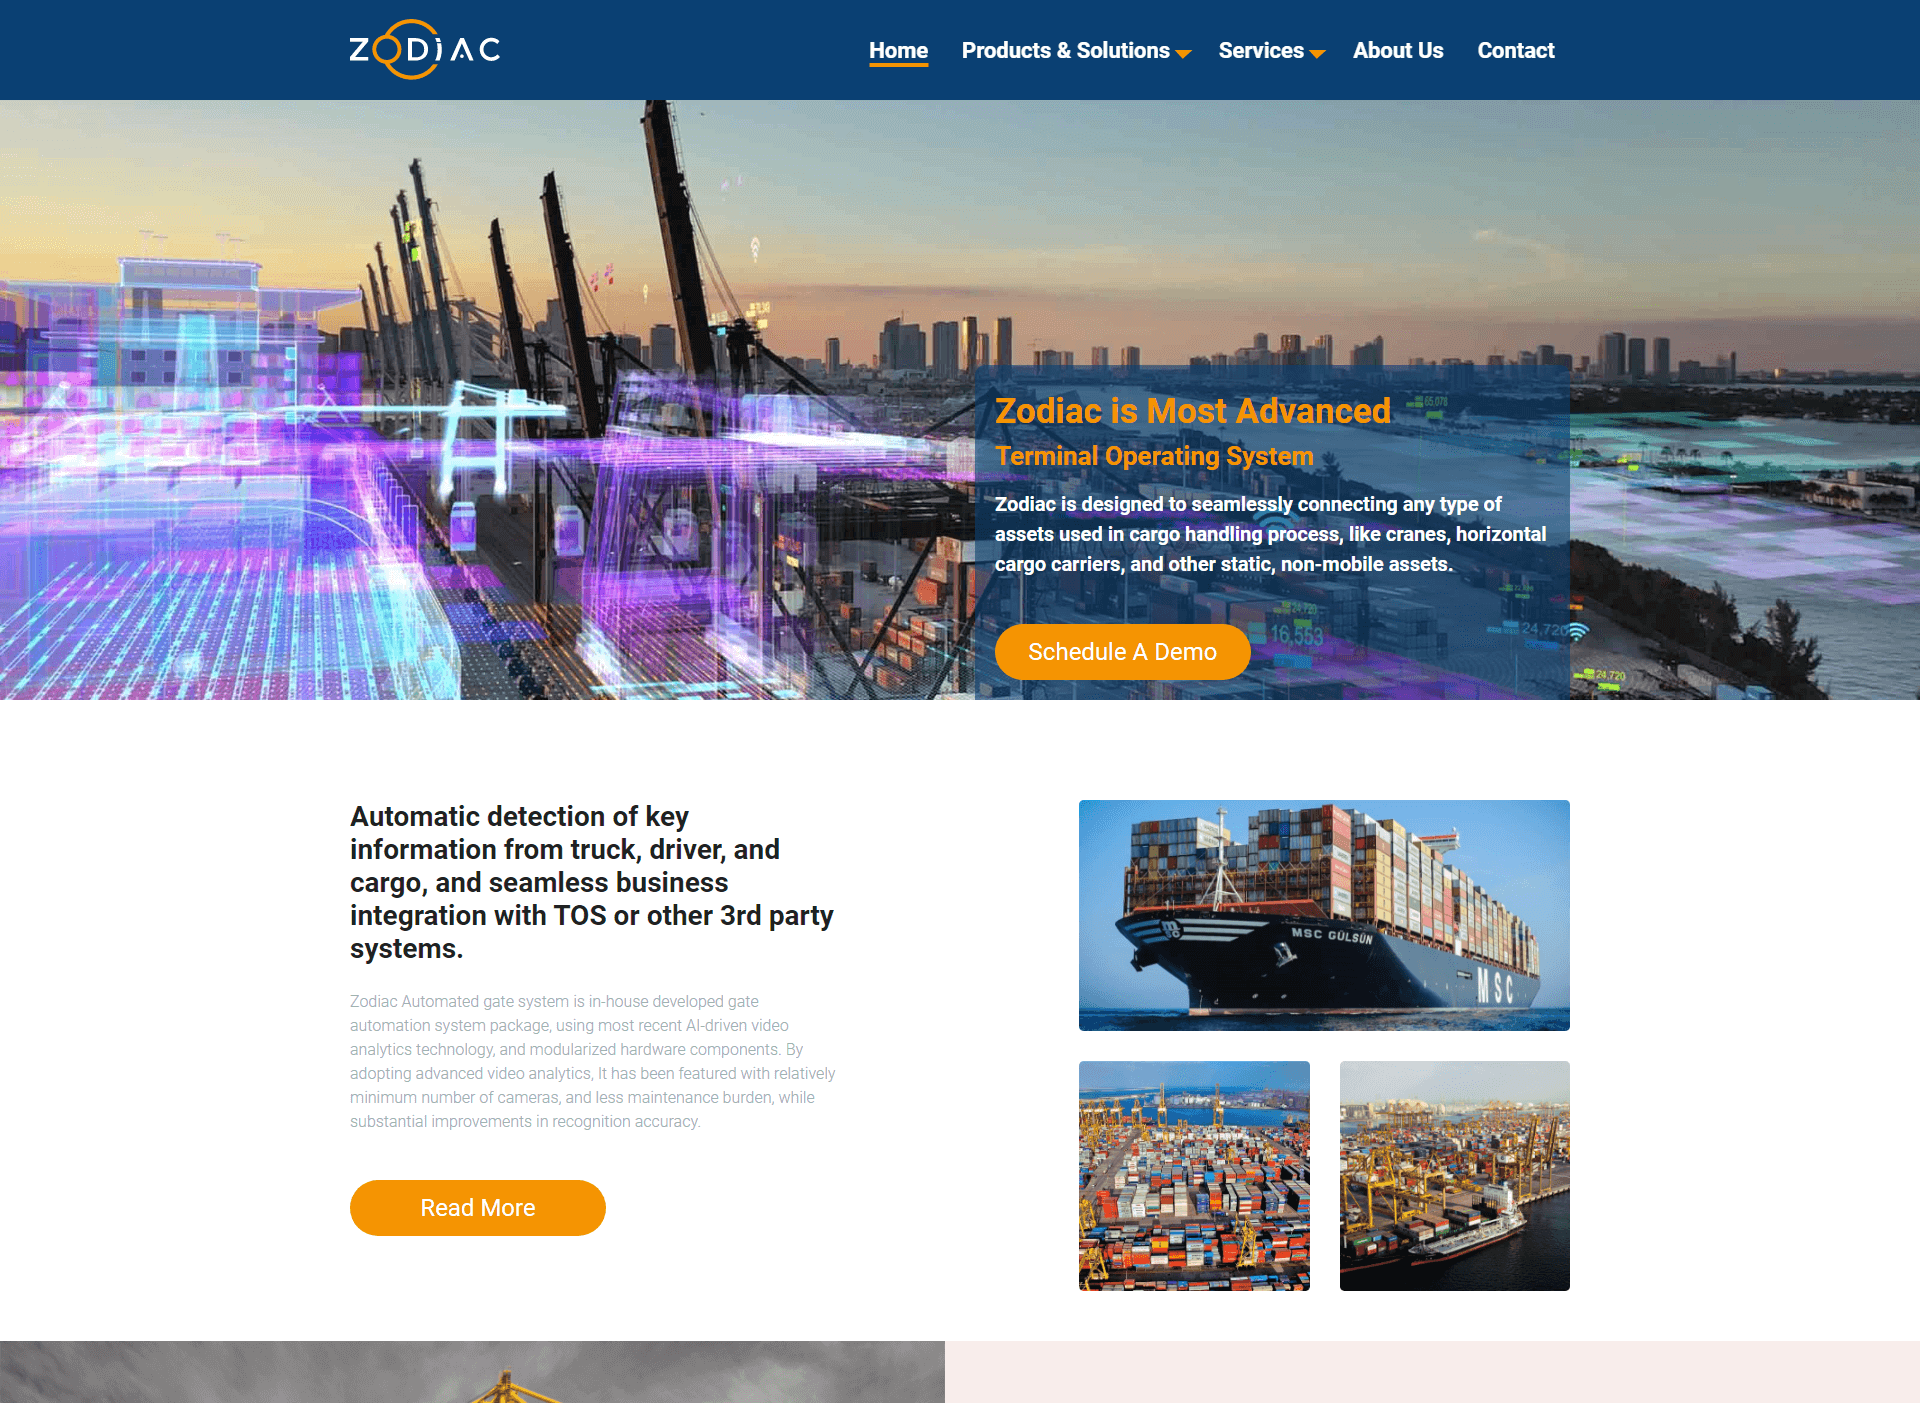 ZODIAC
Home Products & Solutions Services About Us Contact
Zodiac is Most Advanced
Terminal Operating System
Zodiac is designed to seamlessly connecting any type of
assets used in cargo handling process, like cranes, horizontal
cargo carriers, and other static, non-mobile assets.
65,078
24,720
16,553
24,720
24,720
Schedule A Demo
Automatic detection of key
information from truck, driver, and
cargo, and seamless business
integration with TOS or other 3rd party
systems.
Zodiac Automated gate system is in-house developed gate
automation system package, using most recent AI-driven video
analytics technology, and modularized hardware components. By
adopting advanced video analytics, It has been featured with relatively
minimum number of cameras, and less maintenance burden, while
substantial improvements in recognition accuracy.
Read More
MSC GÜLSÜN
MSC